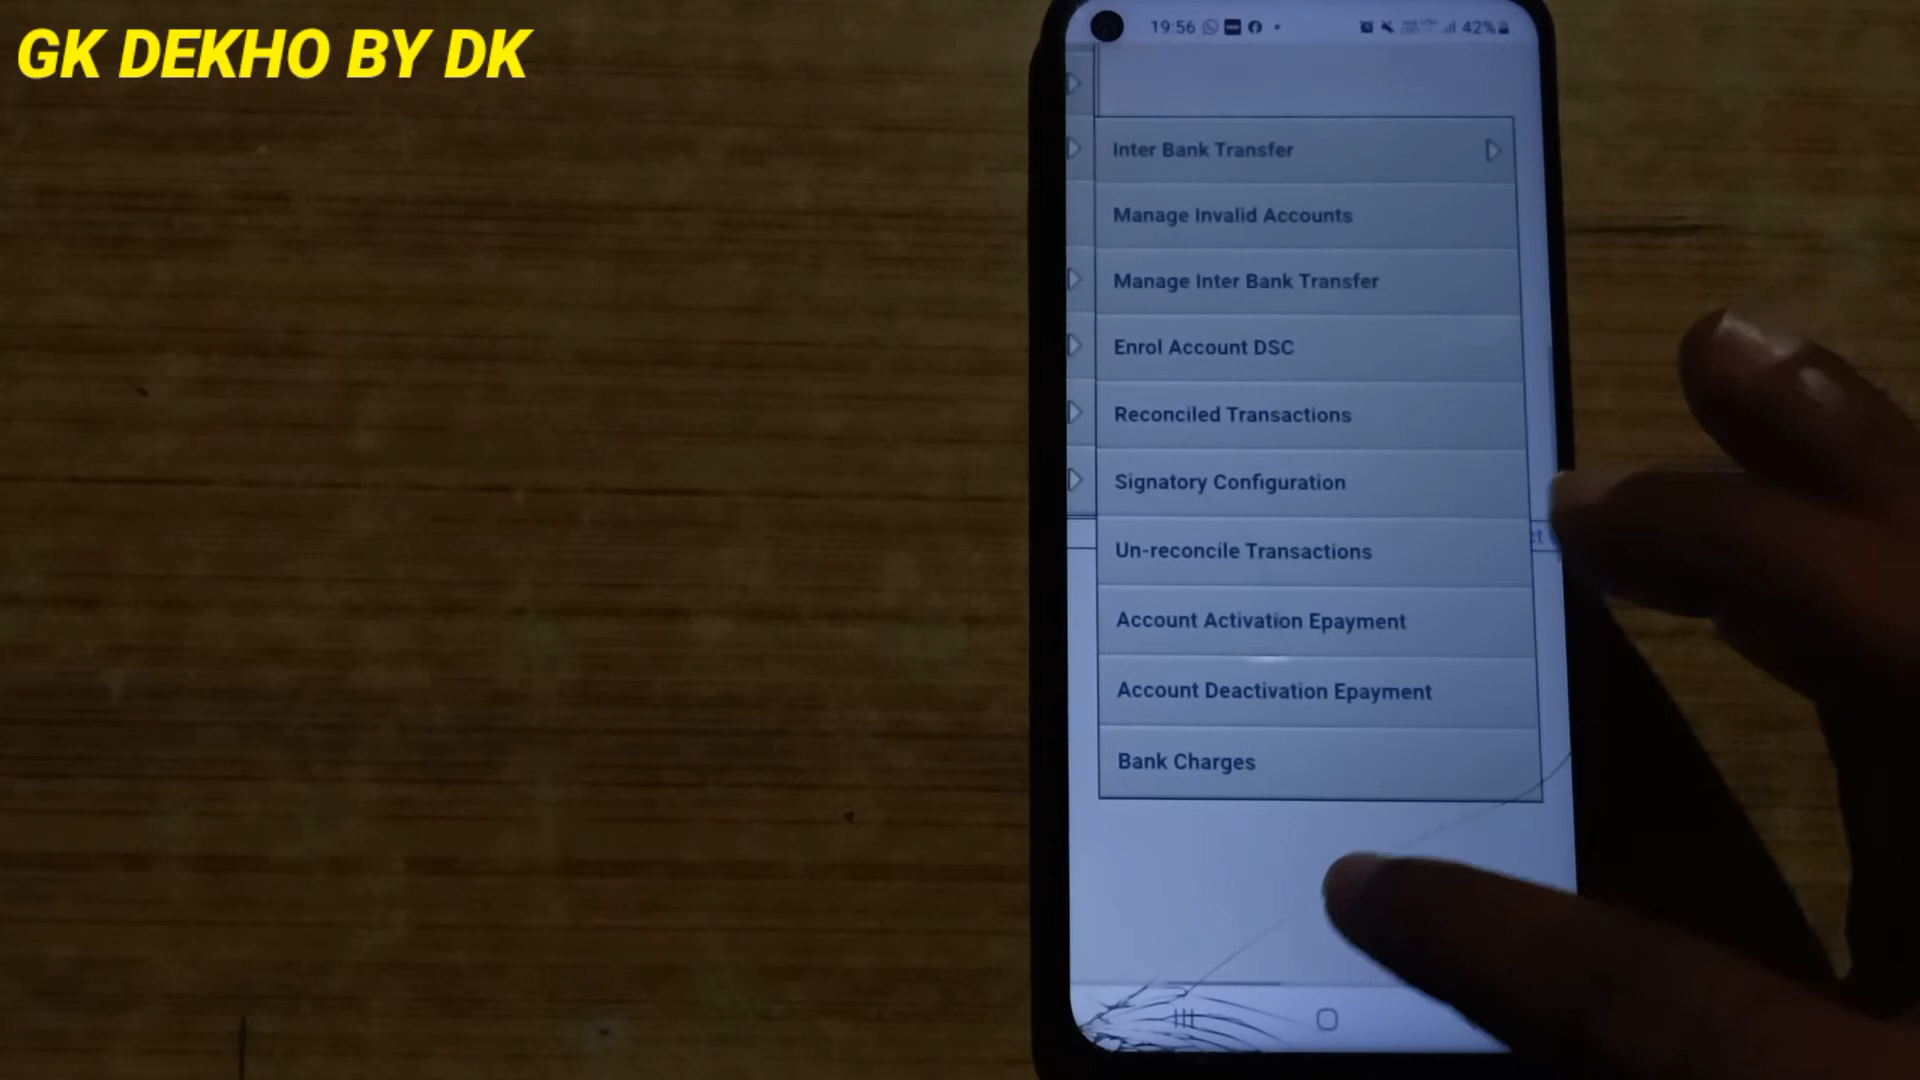 GK DEKHO BY DK
19:56
42%
Inter Bank Transfer
Manage Invalid Accounts
Manage Inter Bank Transfer
Enrol Account DSC
Reconciled Transactions
Signatory Configuration
Un-reconcile Transactions
Account Activation Epayment
Account Deactivation Epayment
Bank Charges